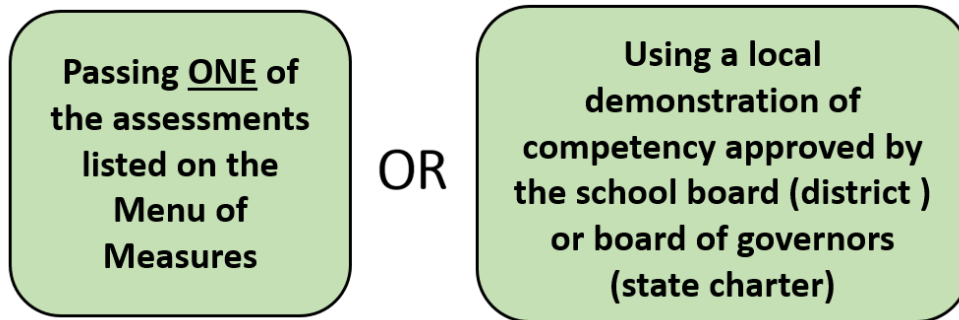 Passing ONE of
the assessments
listed on the
Menu of
Measures
OR
Using a local
demonstration of
competency approved by
the school board (district )
or board of governors
(state charter)